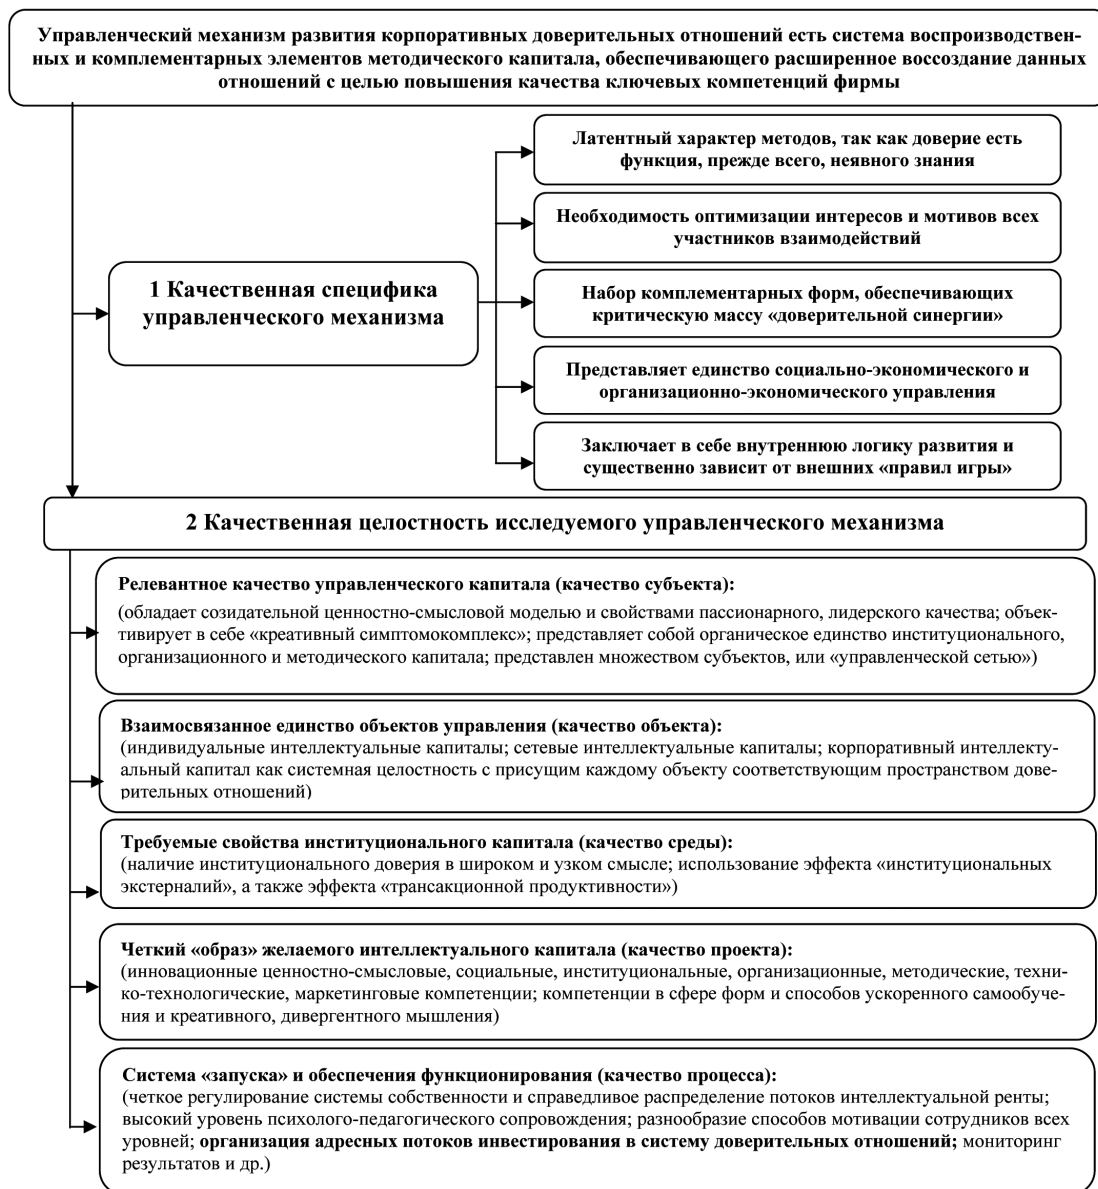 Управленческий механизм развития корпоративных доверительных отношений есть система воспроизводствен-
ных и комплементарных элементов методического капитала, обеспечивающего расширенное воссоздание данных
отношений с целью повышения качества ключевых компетенций фирмы
Латентный характер методов, так как доверие есть
функция, прежде всего, неявного знания
Необходимость оптимизации интересов и мотивов всех
участников взаимодействий
1 Качественная специфика
управленческого механизма
Набор комплементарных форм, обеспечивающих
критическую массу «доверительной синергии»
Представляет единство социально-экономического и
организационно-экономического управления
Заключает в себе внутреннюю логику развития и
существенно зависит от внешних «правил игры»
2 Качественная целостность исследуемого управленческого механизма
Релевантное качество управленческого капитала (качество субъекта):
(обладает созидательной ценностно-смысловой моделью и свойствами пассионарного, лидерского качества; объек-
тивирует в себе «креативный симптомокомплекс»; представляет собой органическое единство институционального,
организационного и методического капитала; представлен множеством субъектов, или «управленческой сетью»)
Взаимосвязанное единство объектов управления (качество объекта):
(индивидуальные интеллектуальные капиталы; сетевые интеллектуальные капиталы; корпоративный интеллекту-
альный капитал как системная целостность с присущим каждому объекту соответствующим пространством дове-
рительных отношений)
Требуемые свойства институционального капитала (качество среды):
(наличие институционального доверия в широком и узком смысле; использование эффекта «институциональных
экстерналий», а также эффекта «трансакционной продуктивности»)
Четкий «образ» желаемого интеллектуального капитала (качество проекта):
(инновационные ценностно-смысловые, социальные, институциональные, организационные, методические, техни-
ко-технологические, маркетинговые компетенции; компетенции в сфере форм и способов ускоренного самообуче-
ния и креативного, дивергентного мышления)
Система «запуска» и обеспечения функционирования (качество процесса):
(четкое регулирование системы собственности и справедливое распределение потоков интеллектуальной ренты;
высокий уровень психолого-педагогического сопровождения; разнообразие способов мотивации сотрудников всех
уровней; организация адресных потоков инвестирования в систему доверительных отношений; мониторинг
результатов и др.)